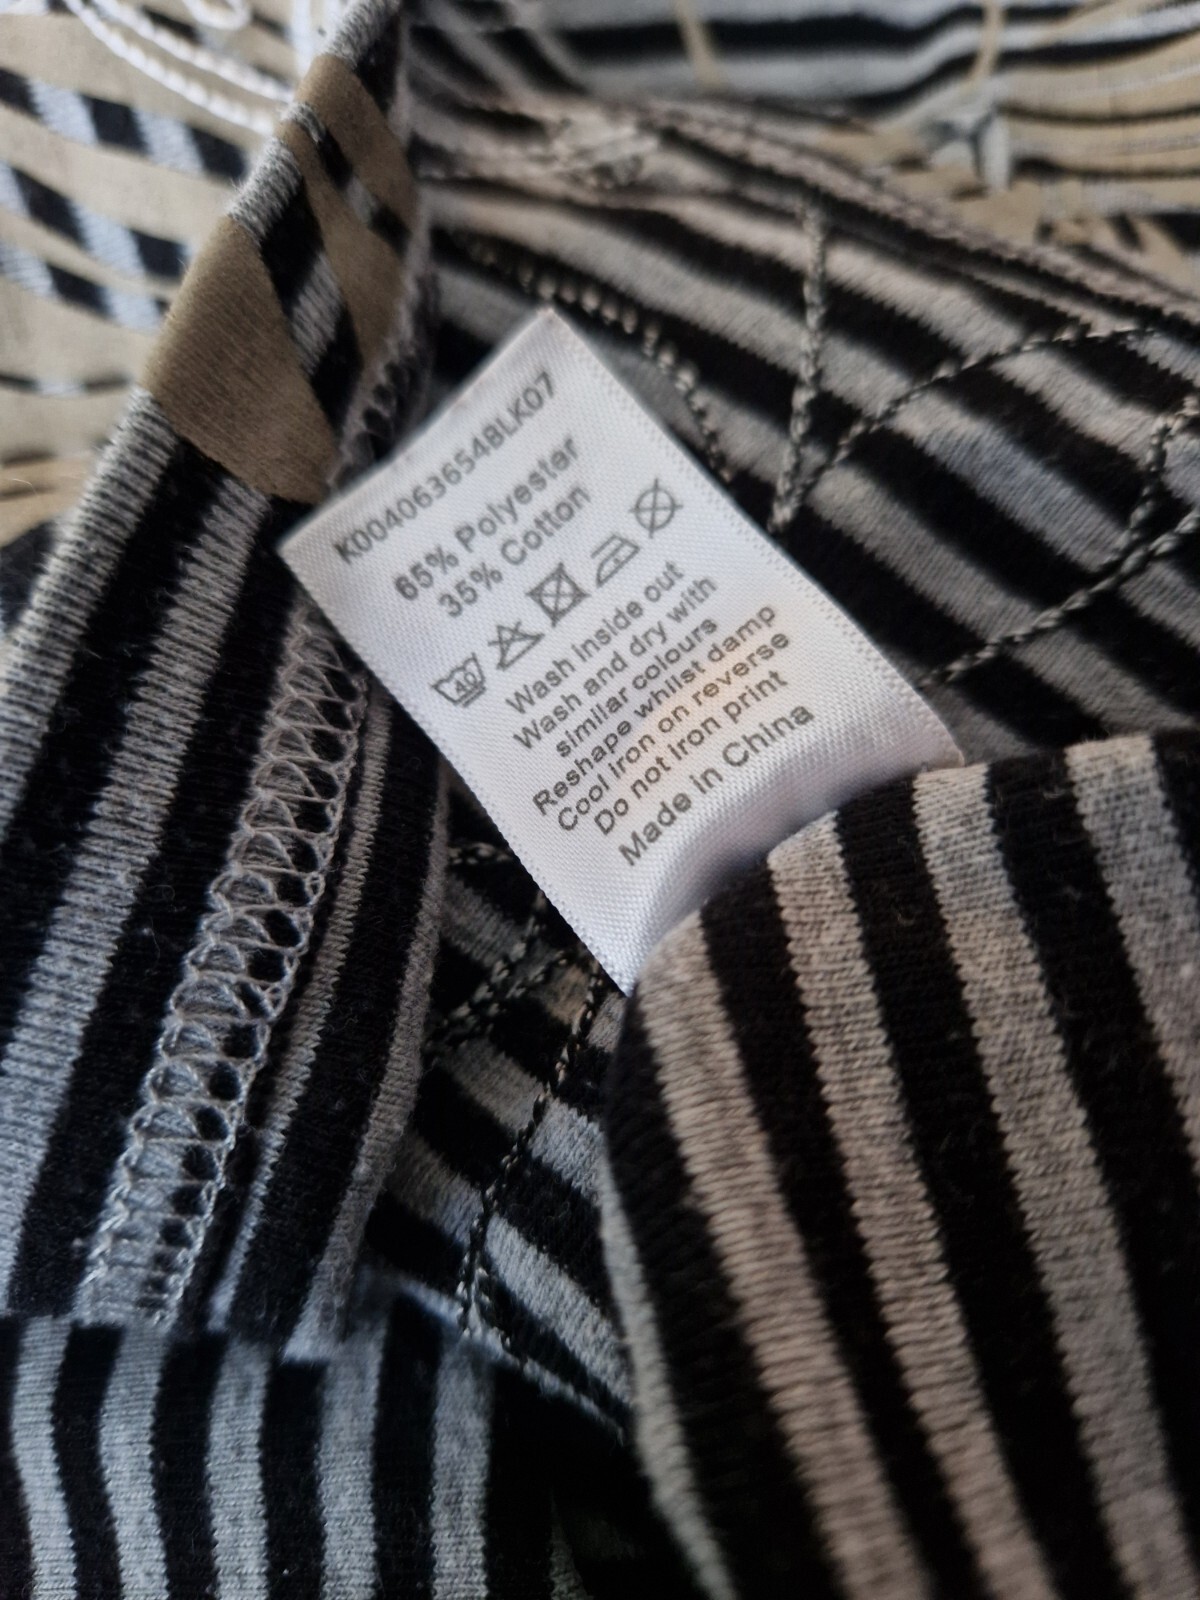 K004063654BLK07
65% Polyester
35% Cotton
40
Wash inside out
Wash and dry with
similar colours
Reshape whilst damp
Cool iron on reverse
Do not iron print
Made in China